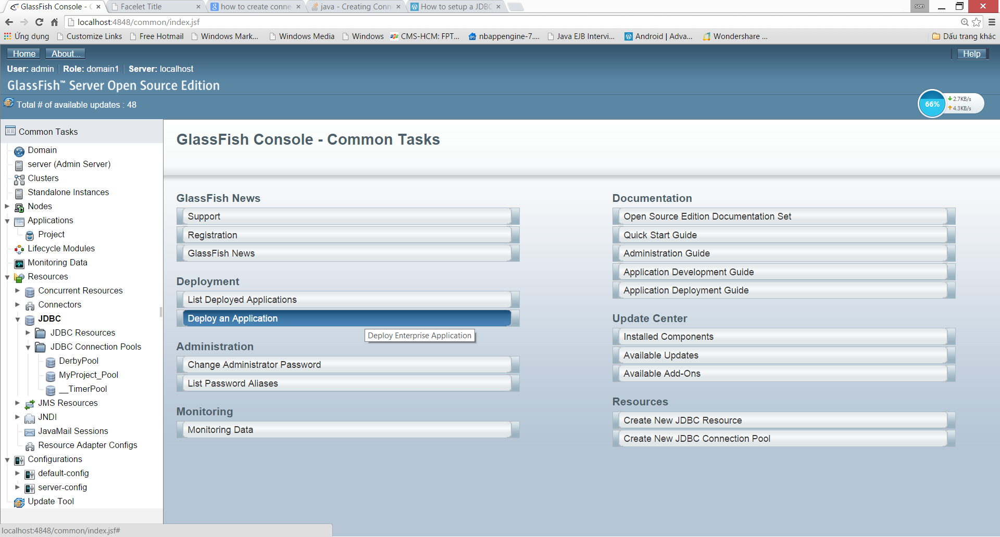 GlassFish Console - C
Facelet Title
how to create conne
java - Creating Conn
How to setup a JDBC
son
localhost:4848/common/index.jsf
Ứng dụng
Customize Links
Free Hotmail
Windows Mark...
Windows Media
Windows
CMS-HCM: FPT...
nbappengine-7....
Java EJB Intervi...
Android | Adva...
Wondershare ...
Dấu trang khác
Home
About...
Help
User: admin
Role: domain1
Server: localhost
GlassFish™ Server Open Source Edition
Total # of available updates : 48
66%
2.7KB/s
4.3KB/s
Common Tasks
Domain
server (Admin Server)
Clusters
Standalone Instances
Nodes
Applications
Project
Lifecycle Modules
Monitoring Data
Resources
Concurrent Resources
Connectors
JDBC
JDBC Resources
JDBC Connection Pools
DerbyPool
MyProject_Pool
__TimerPool
JMS Resources
JNDI
JavaMail Sessions
Resource Adapter Configs
Configurations
default-config
server-config
Update Tool
GlassFish Console - Common Tasks
GlassFish News
Support
Registration
GlassFish News
Deployment
List Deployed Applications
Deploy an Application
Deploy Enterprise Application
Administration
Change Administrator Password
List Password Aliases
Monitoring
Monitoring Data
Documentation
Open Source Edition Documentation Set
Quick Start Guide
Administration Guide
Application Development Guide
Application Deployment Guide
Update Center
Installed Components
Available Updates
Available Add-Ons
Resources
Create New JDBC Resource
Create New JDBC Connection Pool
localhost:4848/common/index.jsf#